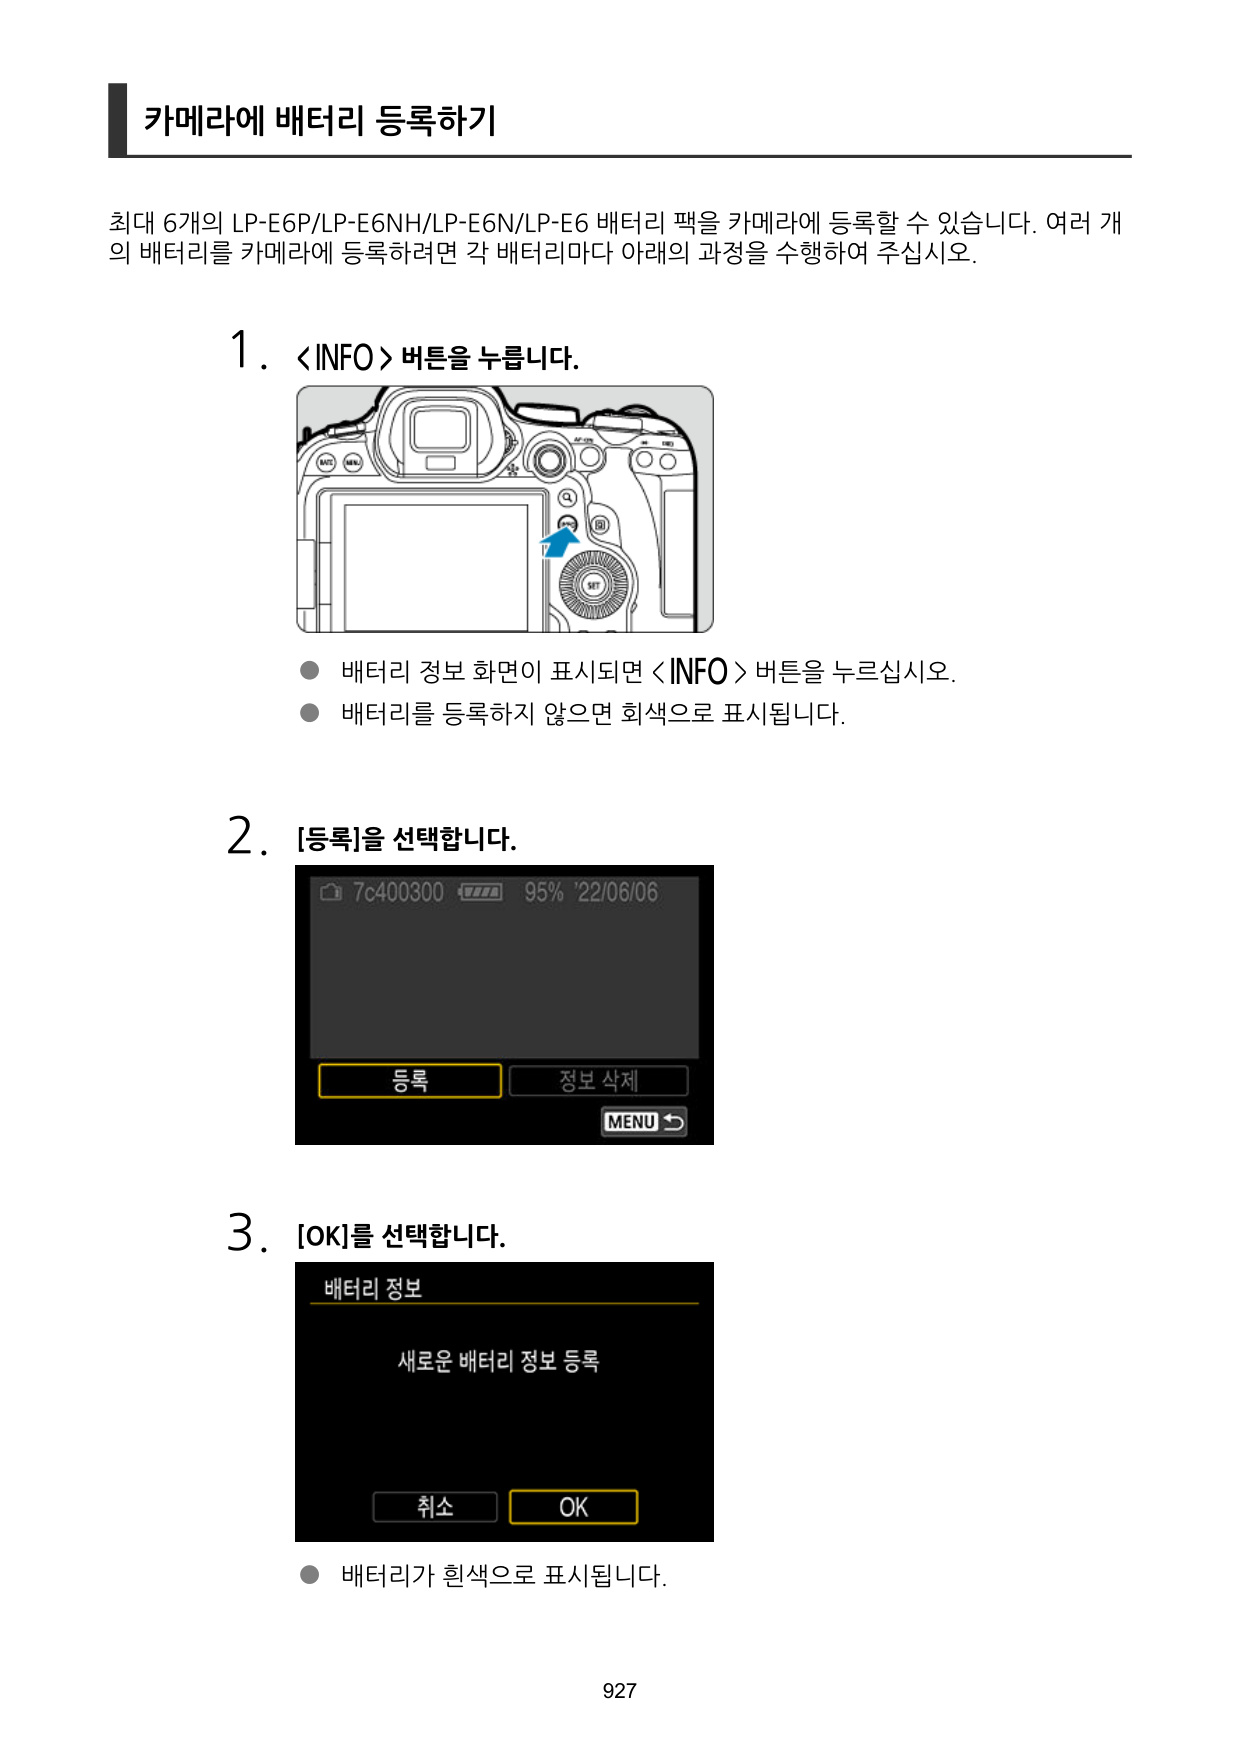 카메라에 배터리 등록하기
최대 6개의 LP-E6P/LP-E6NH/LP-E6N/LP-E6 배터리 팩을 카메라에 등록할 수 있습니다. 여러 개
의 배터리를 카메라에 등록하려면 각 배터리마다 아래의 과정을 수행하여 주십시오.
1. <INFO> 버튼을 누릅니다.
RATE MENU
AF-ON
INFO
SET
● 배터리 정보 화면이 표시되면 <INFO> 버튼을 누르십시오.
● 배터리를 등록하지 않으면 회색으로 표시됩니다.
2. [등록]을 선택합니다.
7c400300 95% '22/06/06
등록 정보 삭제
MENU
3. [OK]를 선택합니다.
배터리 정보
새로운 배터리 정보 등록
취소 OK
● 배터리가 흰색으로 표시됩니다.
927